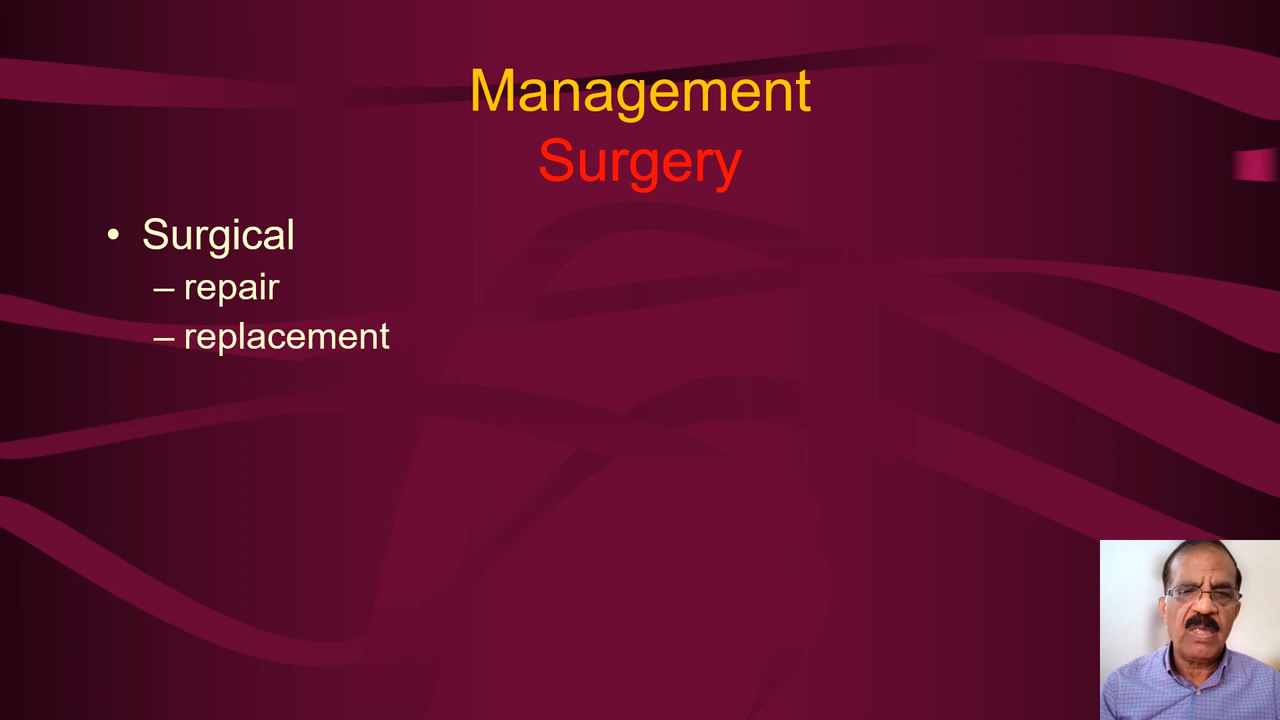 Management
Surgery
• Surgical
– repair
– replacement